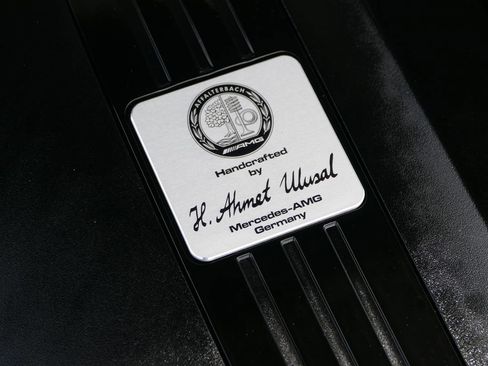 AFFALTERBACH
AMG
Handcrafted
by
H. Ahmet Ulusal
Mercedes-AMG
Germany